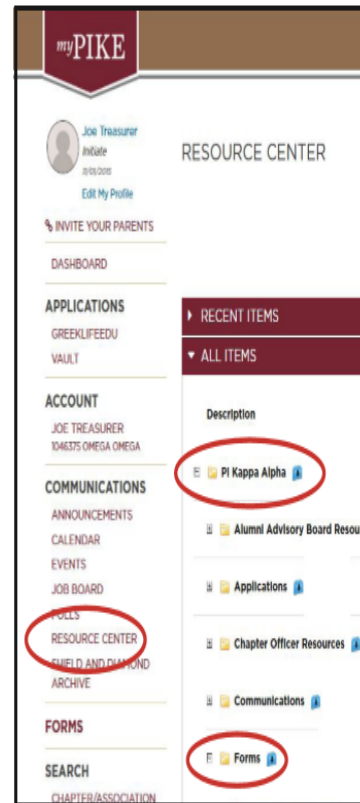 myPIKE
Joe Treasurer
Initiate
Edit My Profile
INVITE YOUR PARENTS
DASHBOARD
APPLICATIONS
GREEKLIFEEDU
VAULT
ACCOUNT
JOE TREASURER
1046375 OMEGA OMEGA
COMMUNICATIONS
ANNOUNCEMENTS
CALENDAR
EVENTS
JOB BOARD
POLLS
RESOURCE CENTER
SHIELD AND DIAMOND
ARCHIVE
FORMS
SEARCH
CHAPTER/ASSOCIATION
RESOURCE CENTER
RECENT ITEMS
ALL ITEMS
Description
Pi Kappa Alpha
Alumni Advisory Board Resou
Applications
Chapter Officer Resources
Communications
Forms